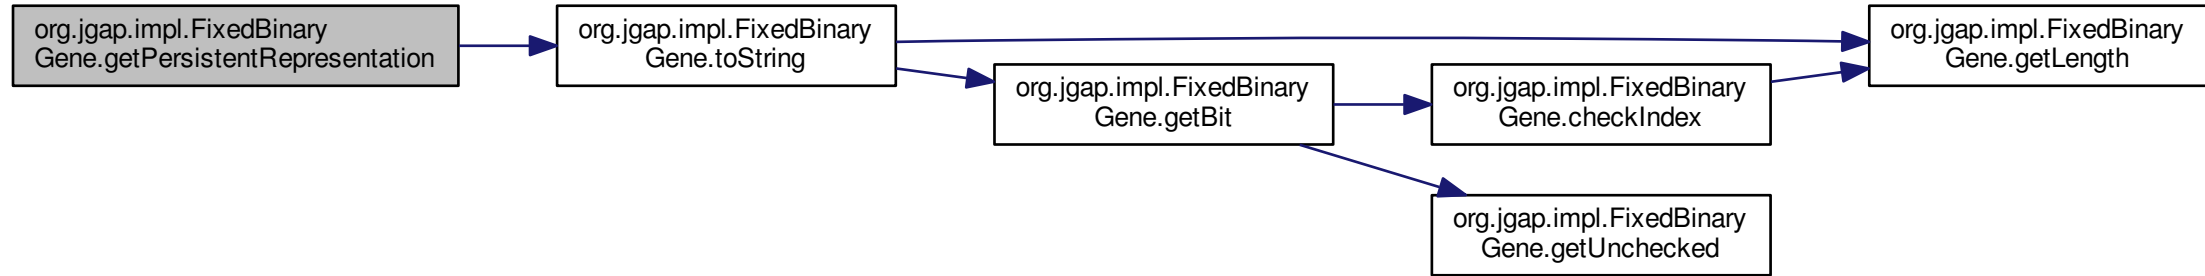 org.jgap.impl.FixedBinary
Gene.getPersistentRepresentation
org.jgap.impl.FixedBinary
Gene.toString
org.jgap.impl.FixedBinary
Gene.getBit
org.jgap.impl.FixedBinary
Gene.checkIndex
org.jgap.impl.FixedBinary
Gene.getLength
org.jgap.impl.FixedBinary
Gene.getUnchecked